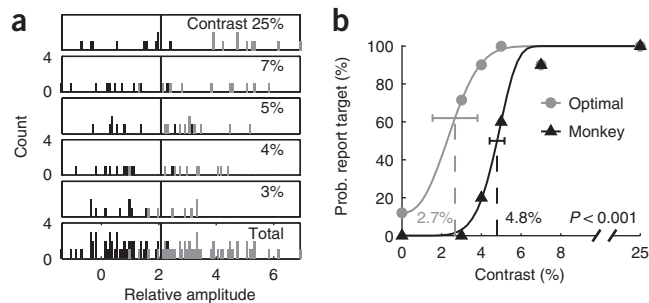 a
Contrast 25%
4
0
7%
5%
4
0
4%
3%
4
0
Total
Count
0 2 4 6
Relative amplitude
b
100
80
60
40
20
0
Prob. report target (%)
Optimal
Monkey
2.7%
4.8%
P < 0.001
0 2 4 6 8 25
Contrast (%)